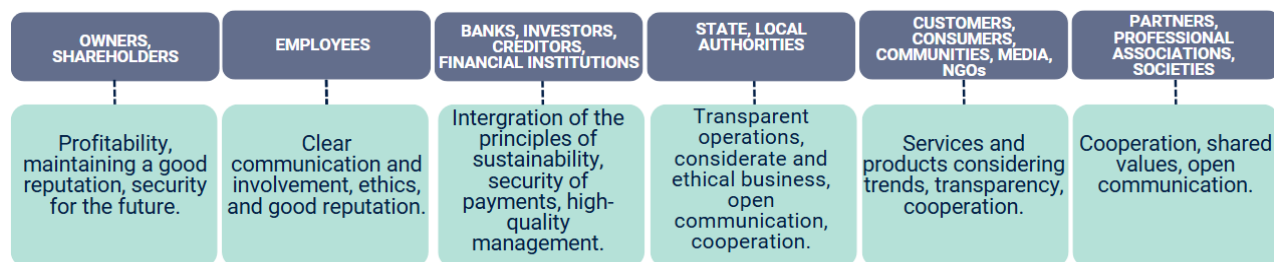 OWNERS,
SHAREHOLDERS
EMPLOYEES
BANKS, INVESTORS,
CREDITORS,
FINANCIAL INSTITUTIONS
STATE, LOCAL
AUTHORITIES
CUSTOMERS,
CONSUMERS,
COMMUNITIES, MEDIA,
NGOs
PARTNERS,
PROFESSIONAL
ASSOCIATIONS,
SOCIETIES
Profitability,
maintaining a good
reputation, security
for the future.
Clear
communication and
involvement, ethics,
and good reputation.
Intergration of the
principles of
sustainability,
security of
payments, high-
quality
management.
Transparent
operations,
considerate and
ethical business,
open
communication,
cooperation.
Services and
products considering
trends, transparency,
cooperation.
Cooperation, shared
values, open
communication.